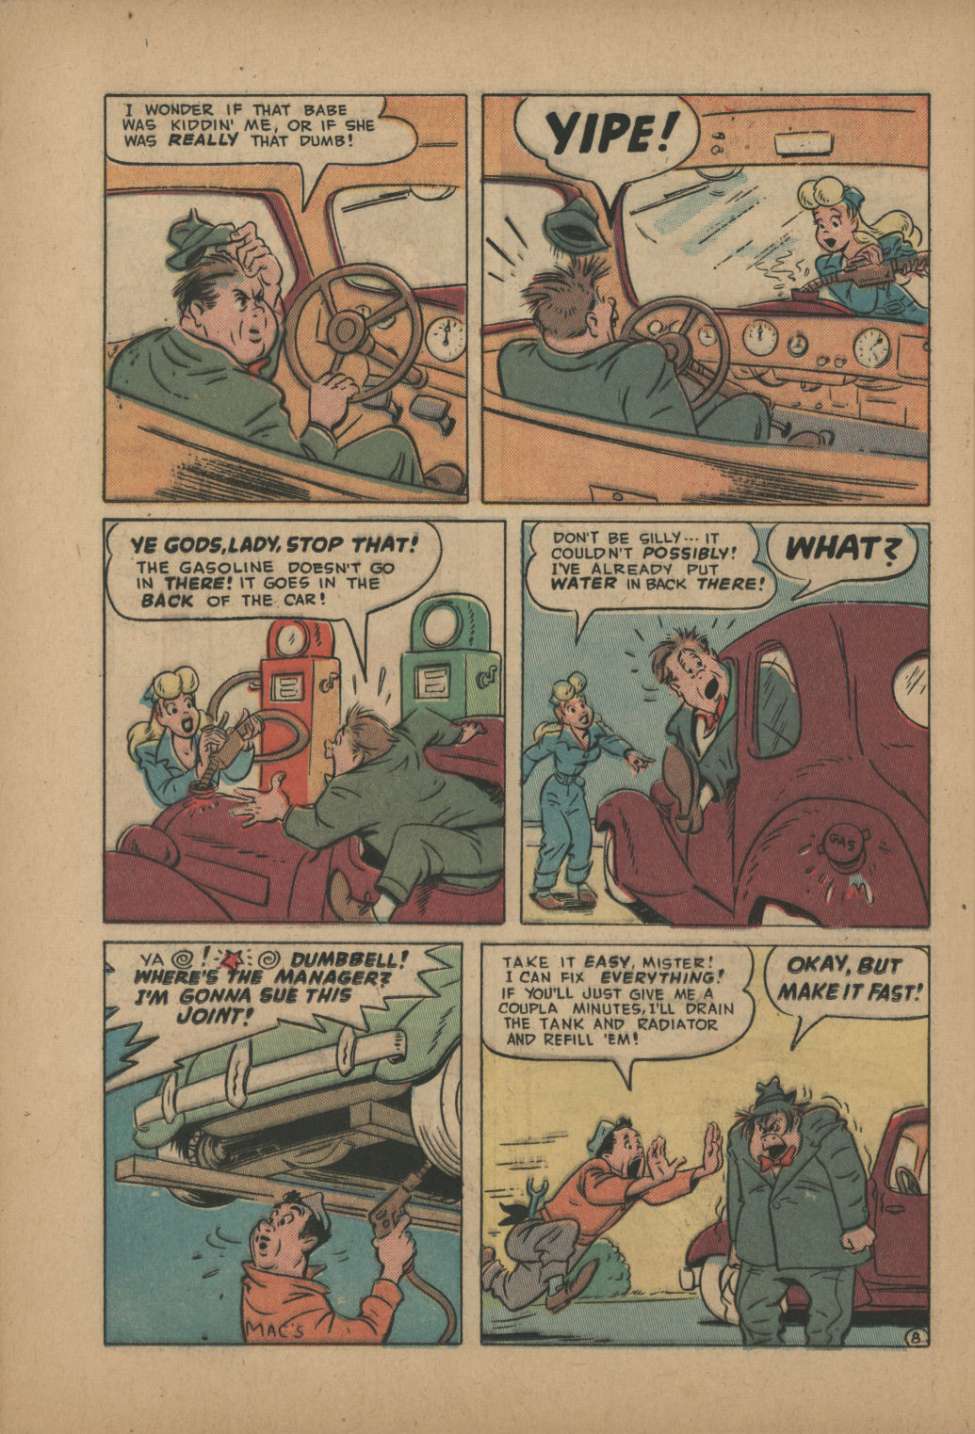 I WONDER IF THAT BABE
WAS KIDDIN' ME, OR IF SHE
WAS REALLY THAT DUMB!
YIPE!
YE GODS, LADY, STOP THAT!
THE GASOLINE DOESN'T GO
IN THERE! IT GOES IN THE
BACK OF THE CAR!
DON'T BE SILLY... IT
COULDN'T POSSIBLY!
I'VE ALREADY PUT
WATER IN BACK THERE!
WHAT?
GAS
YA @!
@ DUMBBELL!
WHERE'S THE MANAGER?
I'M GONNA SUE THIS
JOINT!
MAC'S
TAKE IT EASY, MISTER!
I CAN FIX EVERYTHING!
IF YOU'LL JUST GIVE ME A
COUPLA MINUTES, I'LL DRAIN
THE TANK AND RADIATOR
AND REFILL 'EM!
OKAY, BUT
MAKE IT FAST!
8